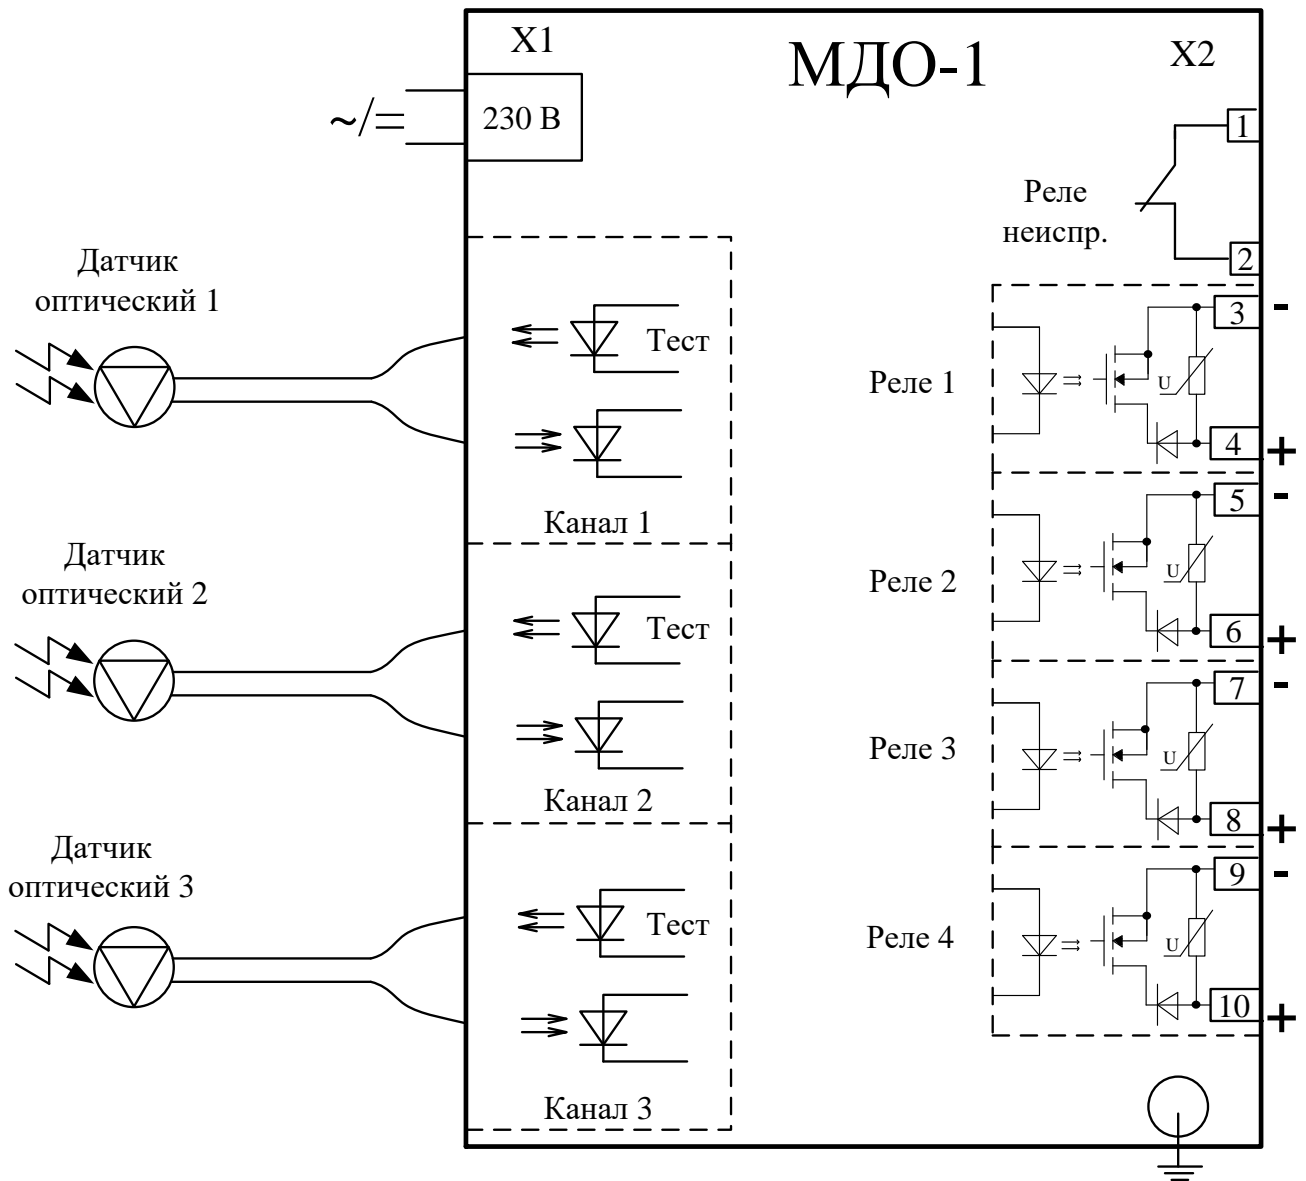 X1
МДО-1
X2
~/=
230 В
1
Реле
неиспр.
2
Датчик
оптический 1
Тест
Канал 1
Реле 1
U
3
-
4
+
Датчик
оптический 2
Тест
Канал 2
Реле 2
U
5
-
6
+
Реле 3
U
7
-
8
+
Датчик
оптический 3
Тест
Канал 3
Реле 4
U
9
-
10
+